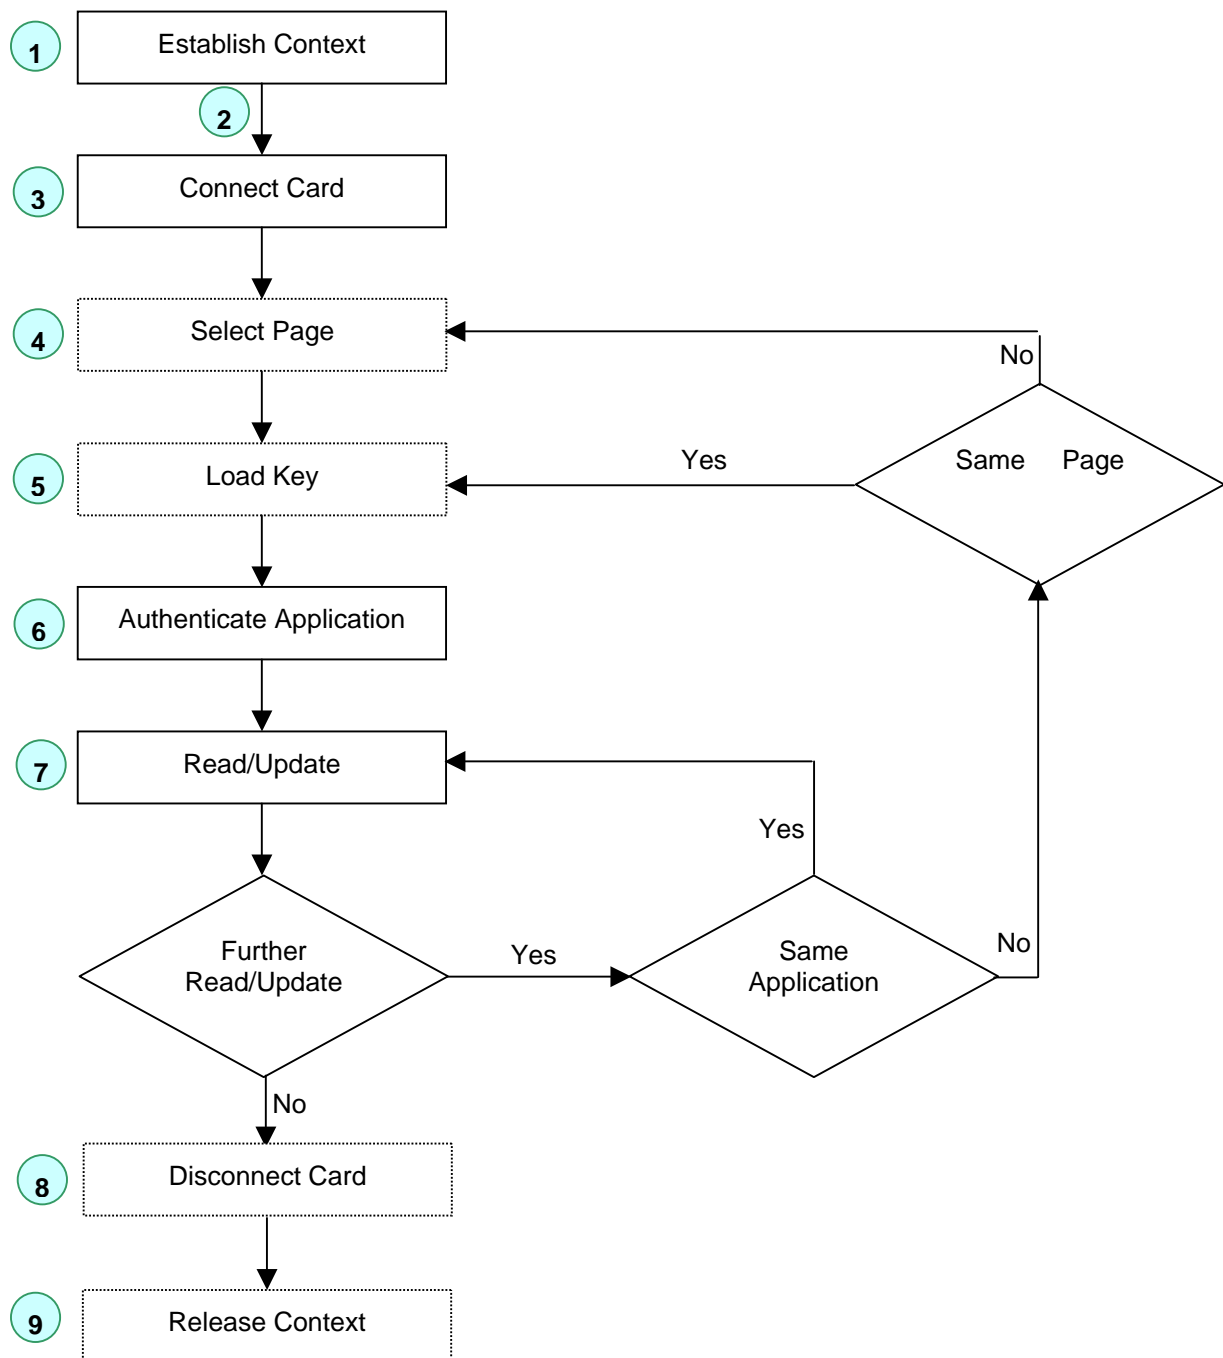 1
Establish Context
2
3
Connect Card
4
Select Page
No
5
Load Key
Yes
Same Page
6
Authenticate Application
7
Read/Update
Yes
Further
Read/Update
Yes
Same
Application
No
No
8
Disconnect Card
9
Release Context